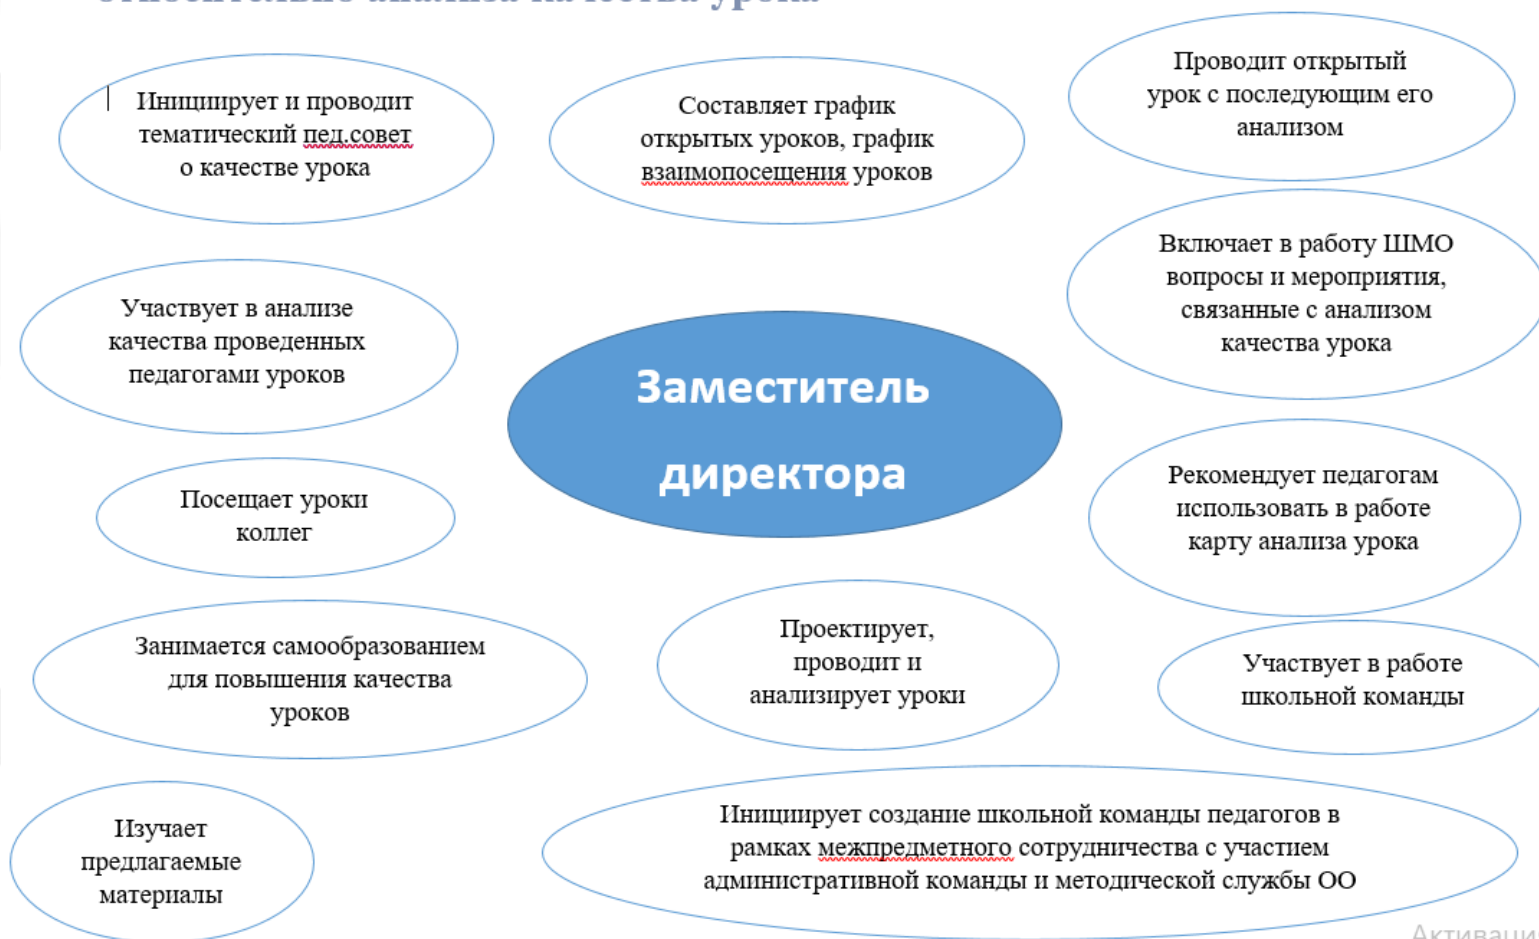 относительно анализа качества урока
Инициирует и проводит
тематический пед.совет
о качестве урока
Составляет график
открытых уроков, график
взаимопосещения уроков
Проводит открытый
урок с последующим его
анализом
Включает в работу ШМО
вопросы и мероприятия,
связанные с анализом
качества урока
Участвует в анализе
качества проведенных
педагогами уроков
Заместитель
директора
Рекомендует педагогам
использовать в работе
карту анализа урока
Посещает уроки
коллег
Занимается самообразованием
для повышения качества
уроков
Проектирует,
проводит и
анализирует уроки
Участвует в работе
школьной команды
Изучает
предлагаемые
материалы
Инициирует создание школьной команды педагогов в
рамках межпредметного сотрудничества с участием
административной команды и методической службы ОО